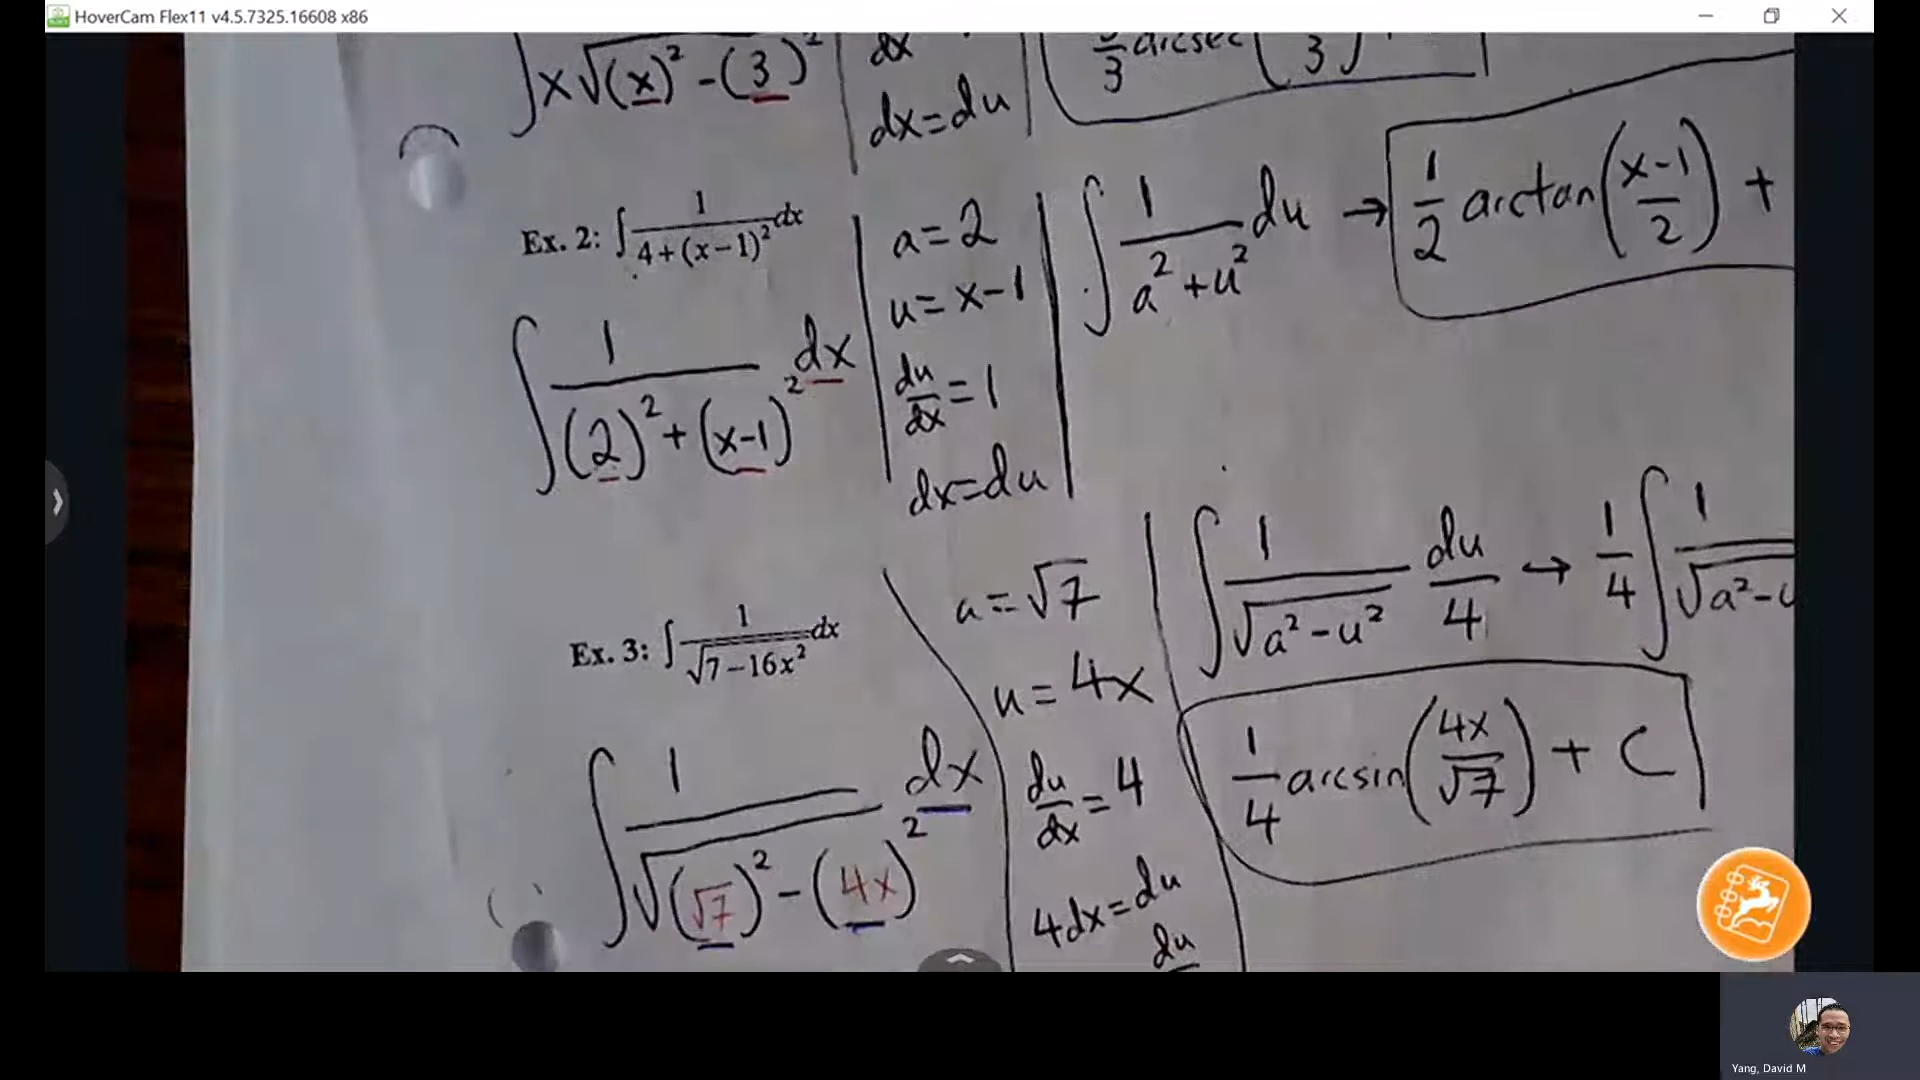 HoverCam Flex11 v4.5.7325.16608 x86
∫ x√(x)² - (3)²
dx
dx=du
/3 arcsec( 3)
Ex. 2: ∫ 1/(4+(x-1)²) dx
∫ 1/((2)² + (x-1)²) dx
a=2
u=x-1
du/dx = 1
dx=du
∫ 1/(a²+u²) du → 1/2 arctan((x-1)/2) +
Ex. 3: ∫ 1/√(7-16x²) dx
∫ 1/√((√7)² - (4x)²) dx
a=√7
u=4x
du/dx = 4
4dx=du
du
∫ 1/√(a²-u²) du/4 → 1/4 ∫ 1/√(a²-u
1/4 arcsin(4x/√7) + C
Yang, David M